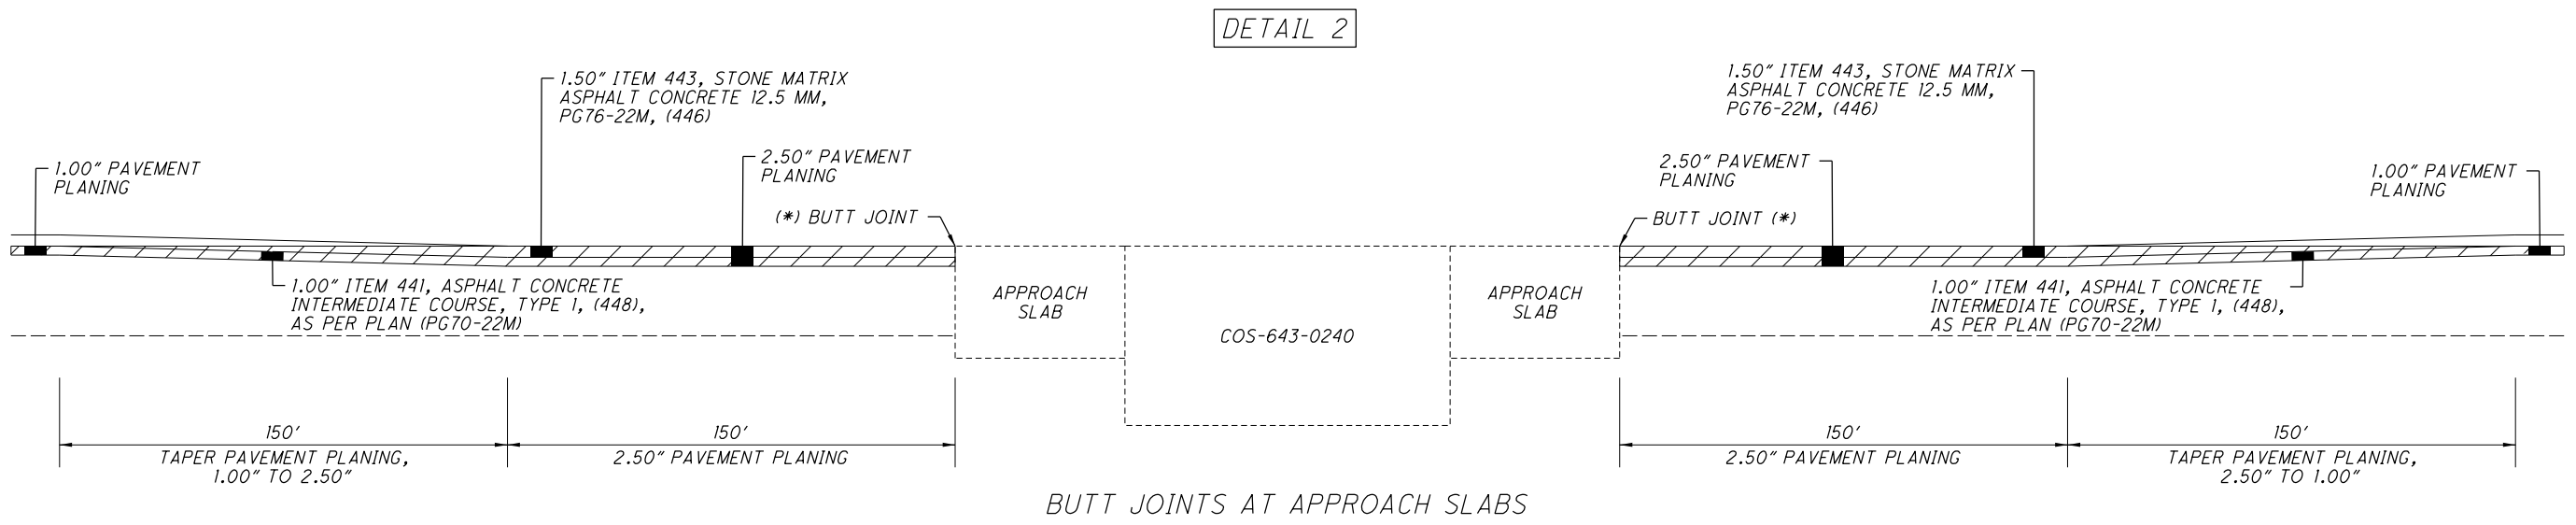 DETAIL 2
1.50" ITEM 443, STONE MATRIX
ASPHALT CONCRETE 12.5 MM,
PG76-22M, (446)
1.50" ITEM 443, STONE MATRIX
ASPHALT CONCRETE 12.5 MM,
PG76-22M, (446)
1.00" PAVEMENT
PLANING
2.50" PAVEMENT
PLANING
2.50" PAVEMENT
PLANING
1.00" PAVEMENT
PLANING
(*) BUTT JOINT
BUTT JOINT (*)
1.00" ITEM 441, ASPHALT CONCRETE
INTERMEDIATE COURSE, TYPE 1, (448),
AS PER PLAN (PG70-22M)
APPROACH
SLAB
COS-643-0240
APPROACH
SLAB
1.00" ITEM 441, ASPHALT CONCRETE
INTERMEDIATE COURSE, TYPE 1, (448),
AS PER PLAN (PG70-22M)
150'
TAPER PAVEMENT PLANING,
1.00" TO 2.50"
150'
2.50" PAVEMENT PLANING
150'
2.50" PAVEMENT PLANING
150'
TAPER PAVEMENT PLANING,
2.50" TO 1.00"
BUTT JOINTS AT APPROACH SLABS